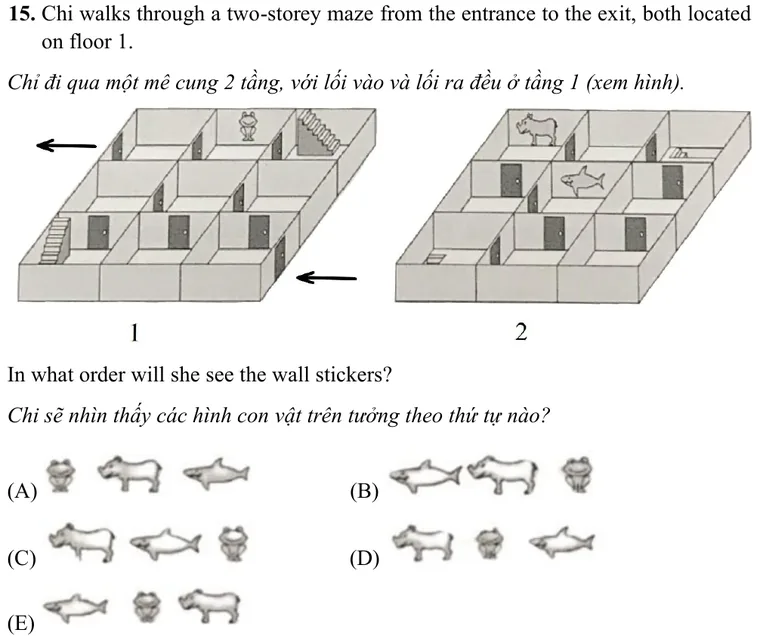 15. Chi walks through a two-storey maze from the entrance to the exit, both located
on floor 1.
Chỉ đi qua một mê cung 2 tầng, với lối vào và lối ra đều ở tầng 1 (xem hình).
1 2
In what order will she see the wall stickers?
Chi sẽ nhìn thấy các hình con vật trên tưởng theo thứ tự nào?
(A) (B)
(C) (D)
(E)